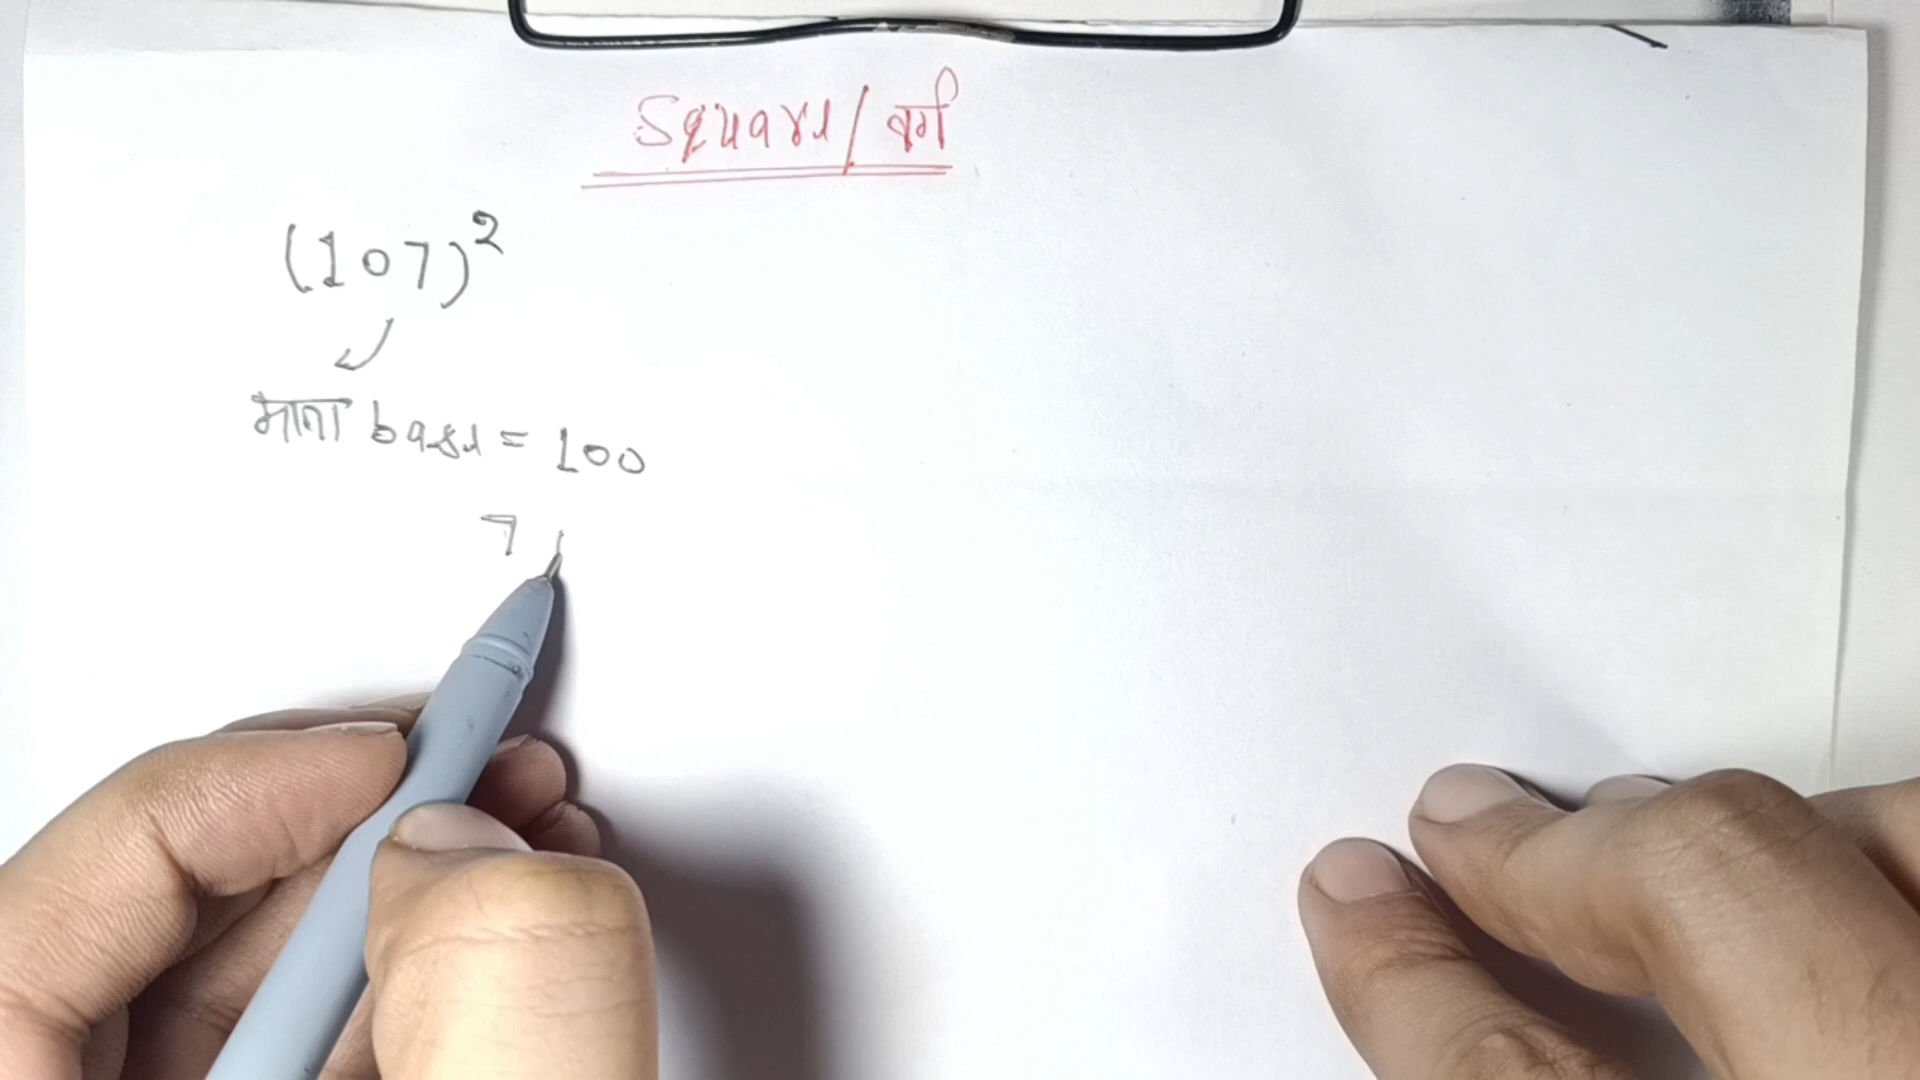 Square/वर्ग
(107)²
माना base = 100
7